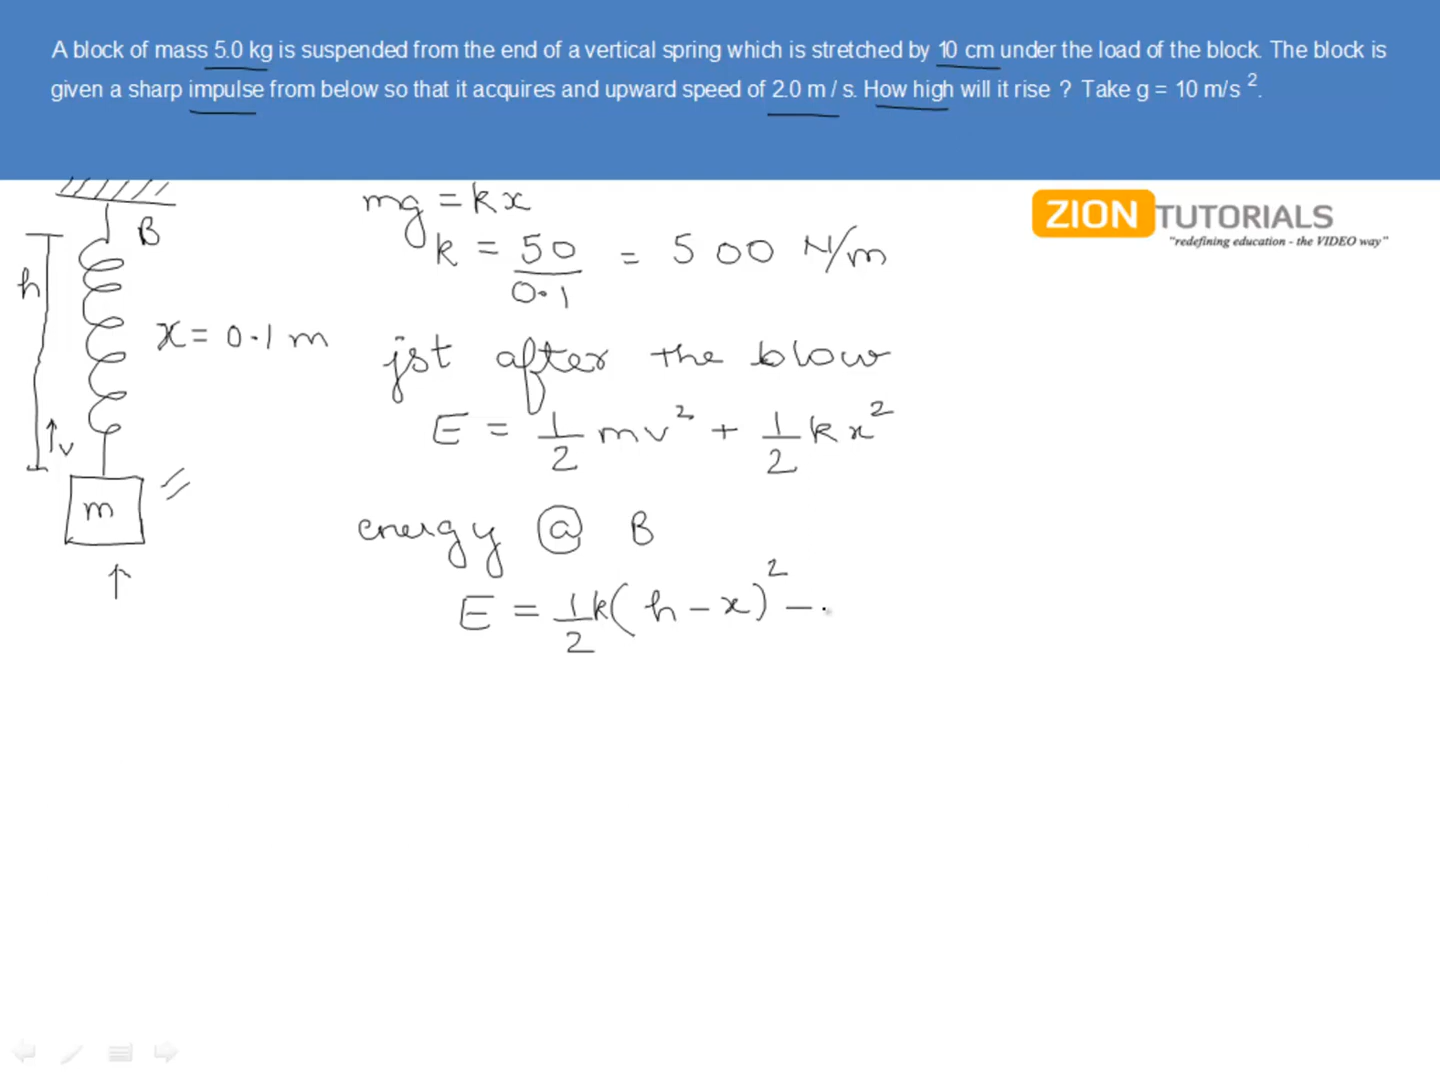 A block of mass 5.0 kg is suspended from the end of a vertical spring which is stretched by 10 cm under the load of the block. The block is
given a sharp impulse from below so that it acquires and upward speed of 2.0 m / s. How high will it rise ? Take g = 10 m/s ².
ZION TUTORIALS
"redefining education - the VIDEO way"
mg = kx
B
k = 50/0.1 = 500 N/m
h
x = 0.1 m
jst after the blow
E = 1/2 mv² + 1/2 kx²
v
m
energy @ B
E = 1/2 k(h - x)² -